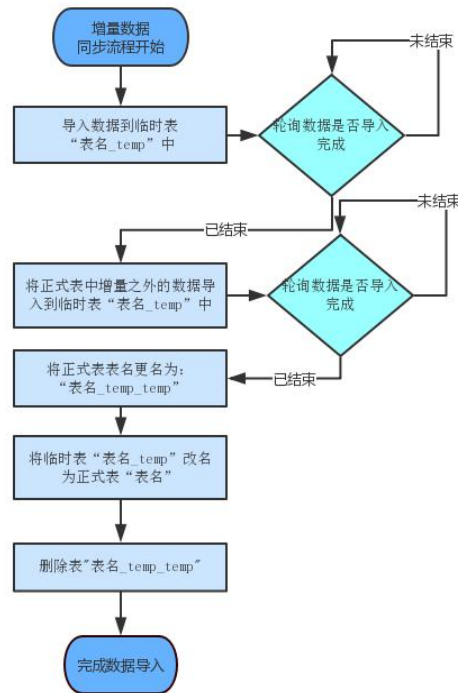 增量数据
同步流程开始
未结束
导入数据到临时表
“表名_temp”中
轮询数据是否导入
完成
已结束
未结束
将正式表中增量之外的数据导
入到临时表“表名_temp”中
轮询数据是否导入
完成
将正式表表名更名为：
“表名_temp_temp”
已结束
将临时表“表名_temp”改名
为正式表“表名”
删除表"表名_temp_temp"
完成数据导入